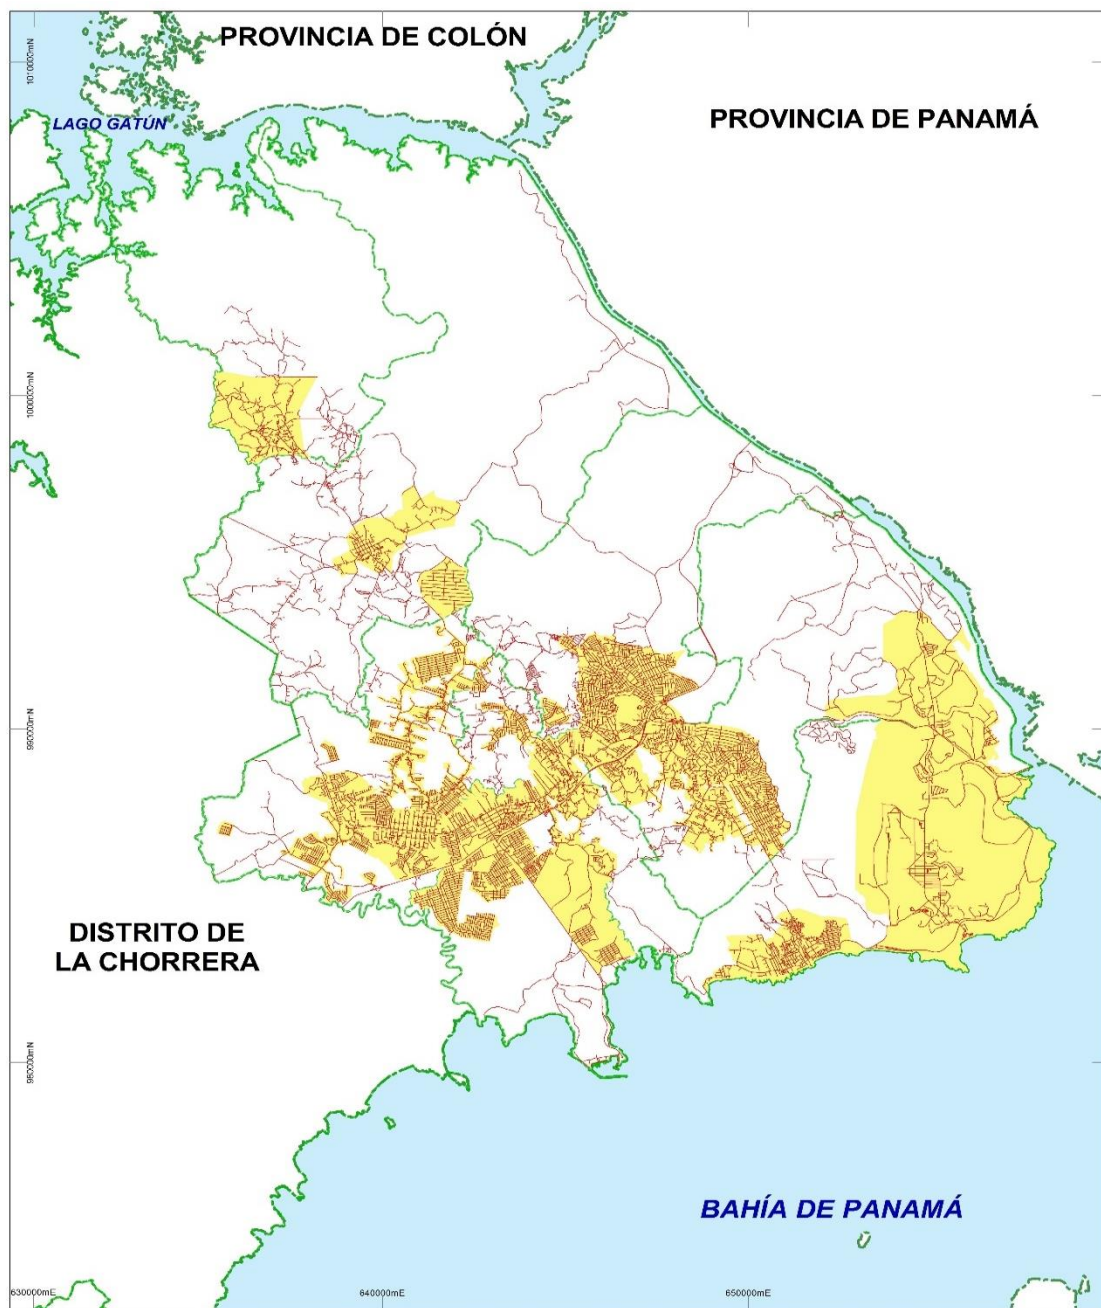 PROVINCIA DE COLÓN
1010000mN
LAGO GATÚN
PROVINCIA DE PANAMÁ
1000000mN
990000mN
DISTRITO DE
LA CHORRERA
980000mN
BAHÍA DE PANAMÁ
630000mE
640000mE
650000mE